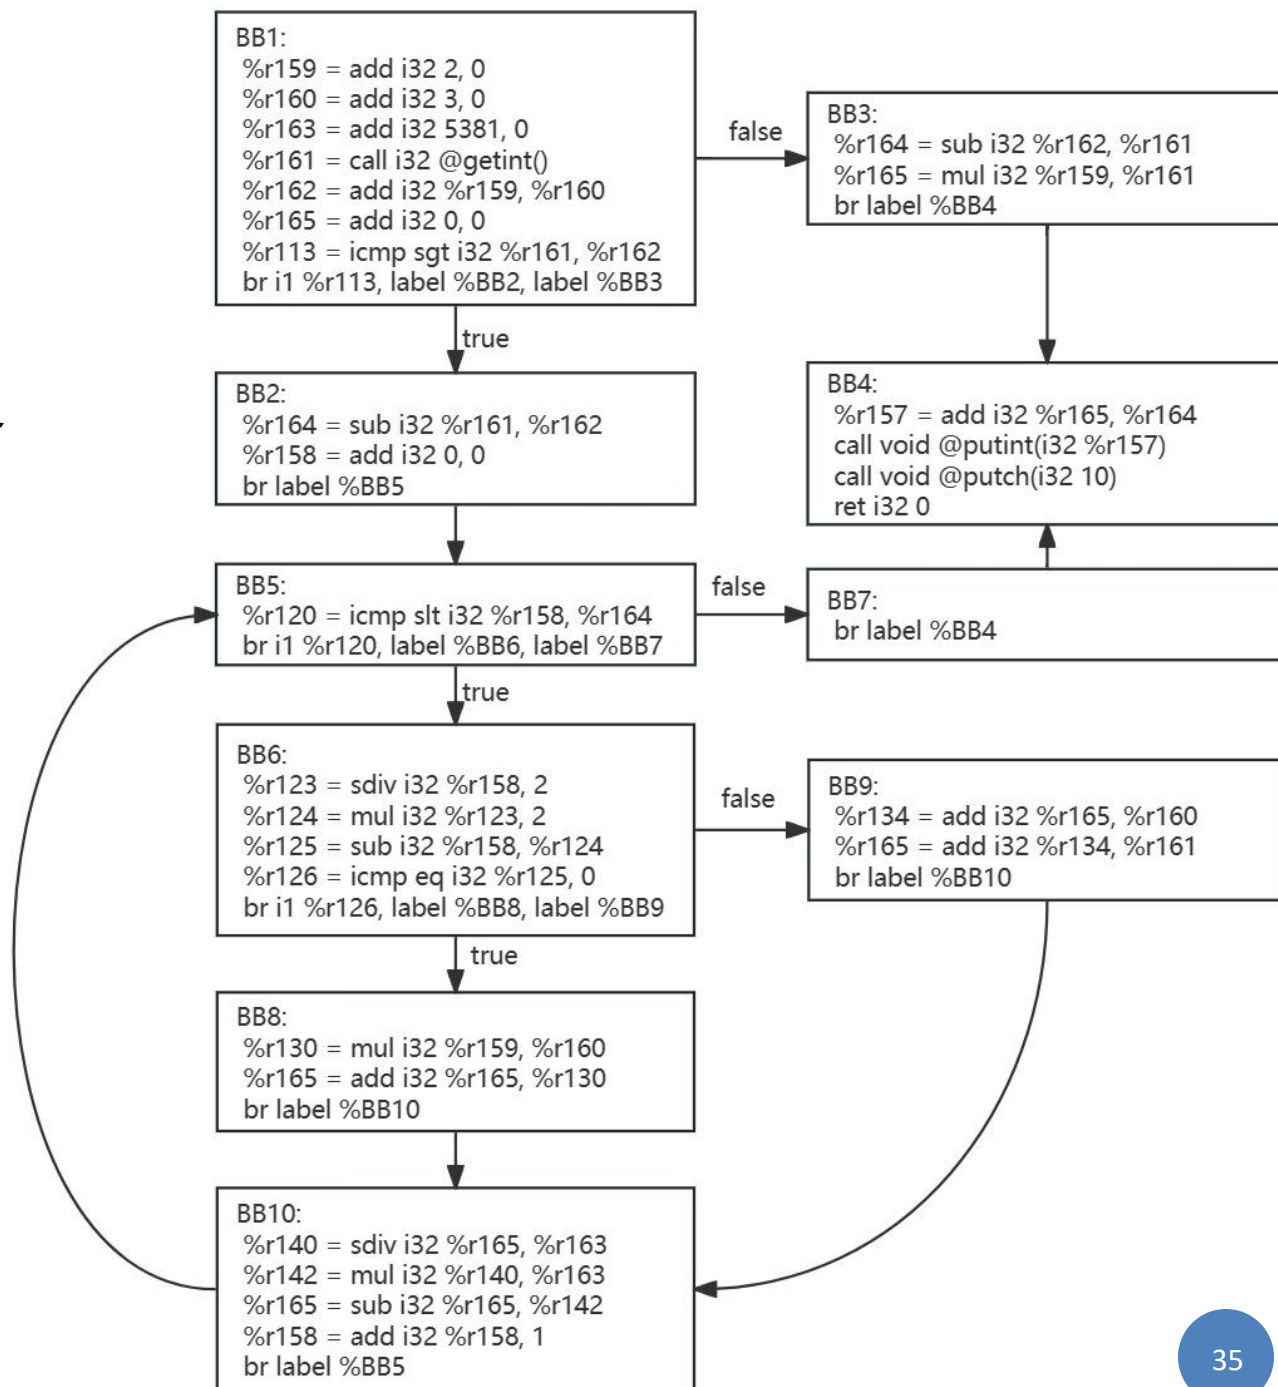 BB1:
%r159 = add i32 2, 0
%r160 = add i32 3, 0
%r163 = add i32 5381, 0
%r161 = call i32 @getint()
%r162 = add i32 %r159, %r160
%r165 = add i32 0, 0
%r113 = icmp sgt i32 %r161, %r162
br i1 %r113, label %BB2, label %BB3
false
BB3:
%r164 = sub i32 %r162, %r161
%r165 = mul i32 %r159, %r161
br label %BB4
true
BB2:
%r164 = sub i32 %r161, %r162
%r158 = add i32 0, 0
br label %BB5
BB4:
%r157 = add i32 %r165, %r164
call void @putint(i32 %r157)
call void @putch(i32 10)
ret i32 0
BB5:
%r120 = icmp slt i32 %r158, %r164
br i1 %r120, label %BB6, label %BB7
false
BB7:
br label %BB4
true
BB6:
%r123 = sdiv i32 %r158, 2
%r124 = mul i32 %r123, 2
%r125 = sub i32 %r158, %r124
%r126 = icmp eq i32 %r125, 0
br i1 %r126, label %BB8, label %BB9
false
BB9:
%r134 = add i32 %r165, %r160
%r165 = add i32 %r134, %r161
br label %BB10
true
BB8:
%r130 = mul i32 %r159, %r160
%r165 = add i32 %r165, %r130
br label %BB10
BB10:
%r140 = sdiv i32 %r165, %r163
%r142 = mul i32 %r140, %r163
%r165 = sub i32 %r165, %r142
%r158 = add i32 %r158, 1
br label %BB5
35